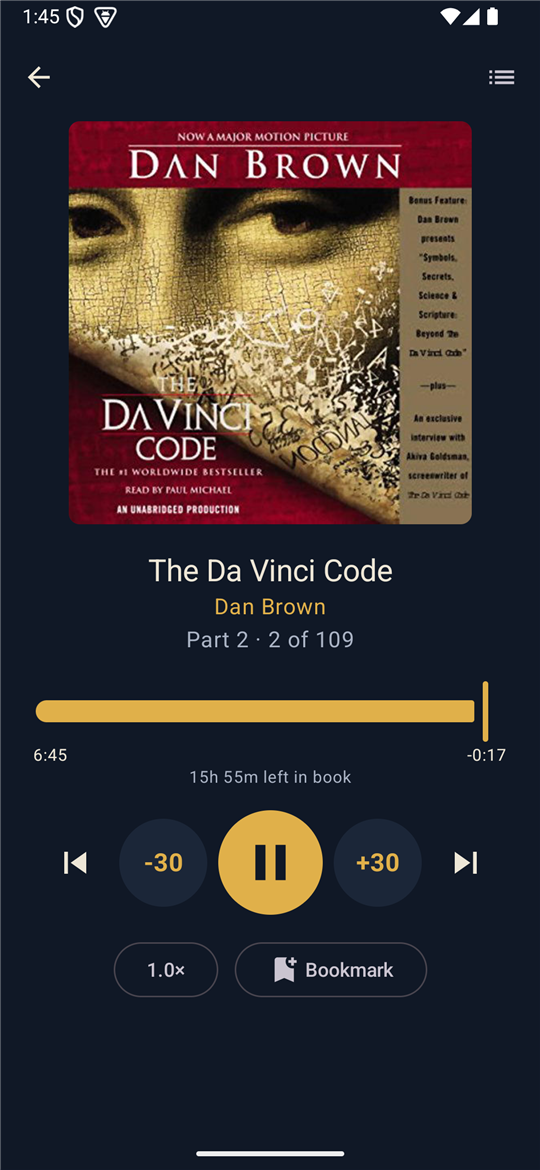 1:45
NOW A MAJOR MOTION PICTURE
DAN BROWN
Bonus Feature:
Dan Brown
presents
"Symbols,
Secrets,
Science &
Scripture:
Beyond The
Da Vinci Code"
—plus—
An exclusive
interview with
Akiva Goldsman,
screenwriter of
The Da Vinci Code
THE
DA VINCI
CODE
THE #1 WORLDWIDE BESTSELLER
READ BY PAUL MICHAEL
AN UNABRIDGED PRODUCTION
The Da Vinci Code
Dan Brown
Part 2 · 2 of 109
6:45
-0:17
15h 55m left in book
-30
+30
1.0×
Bookmark